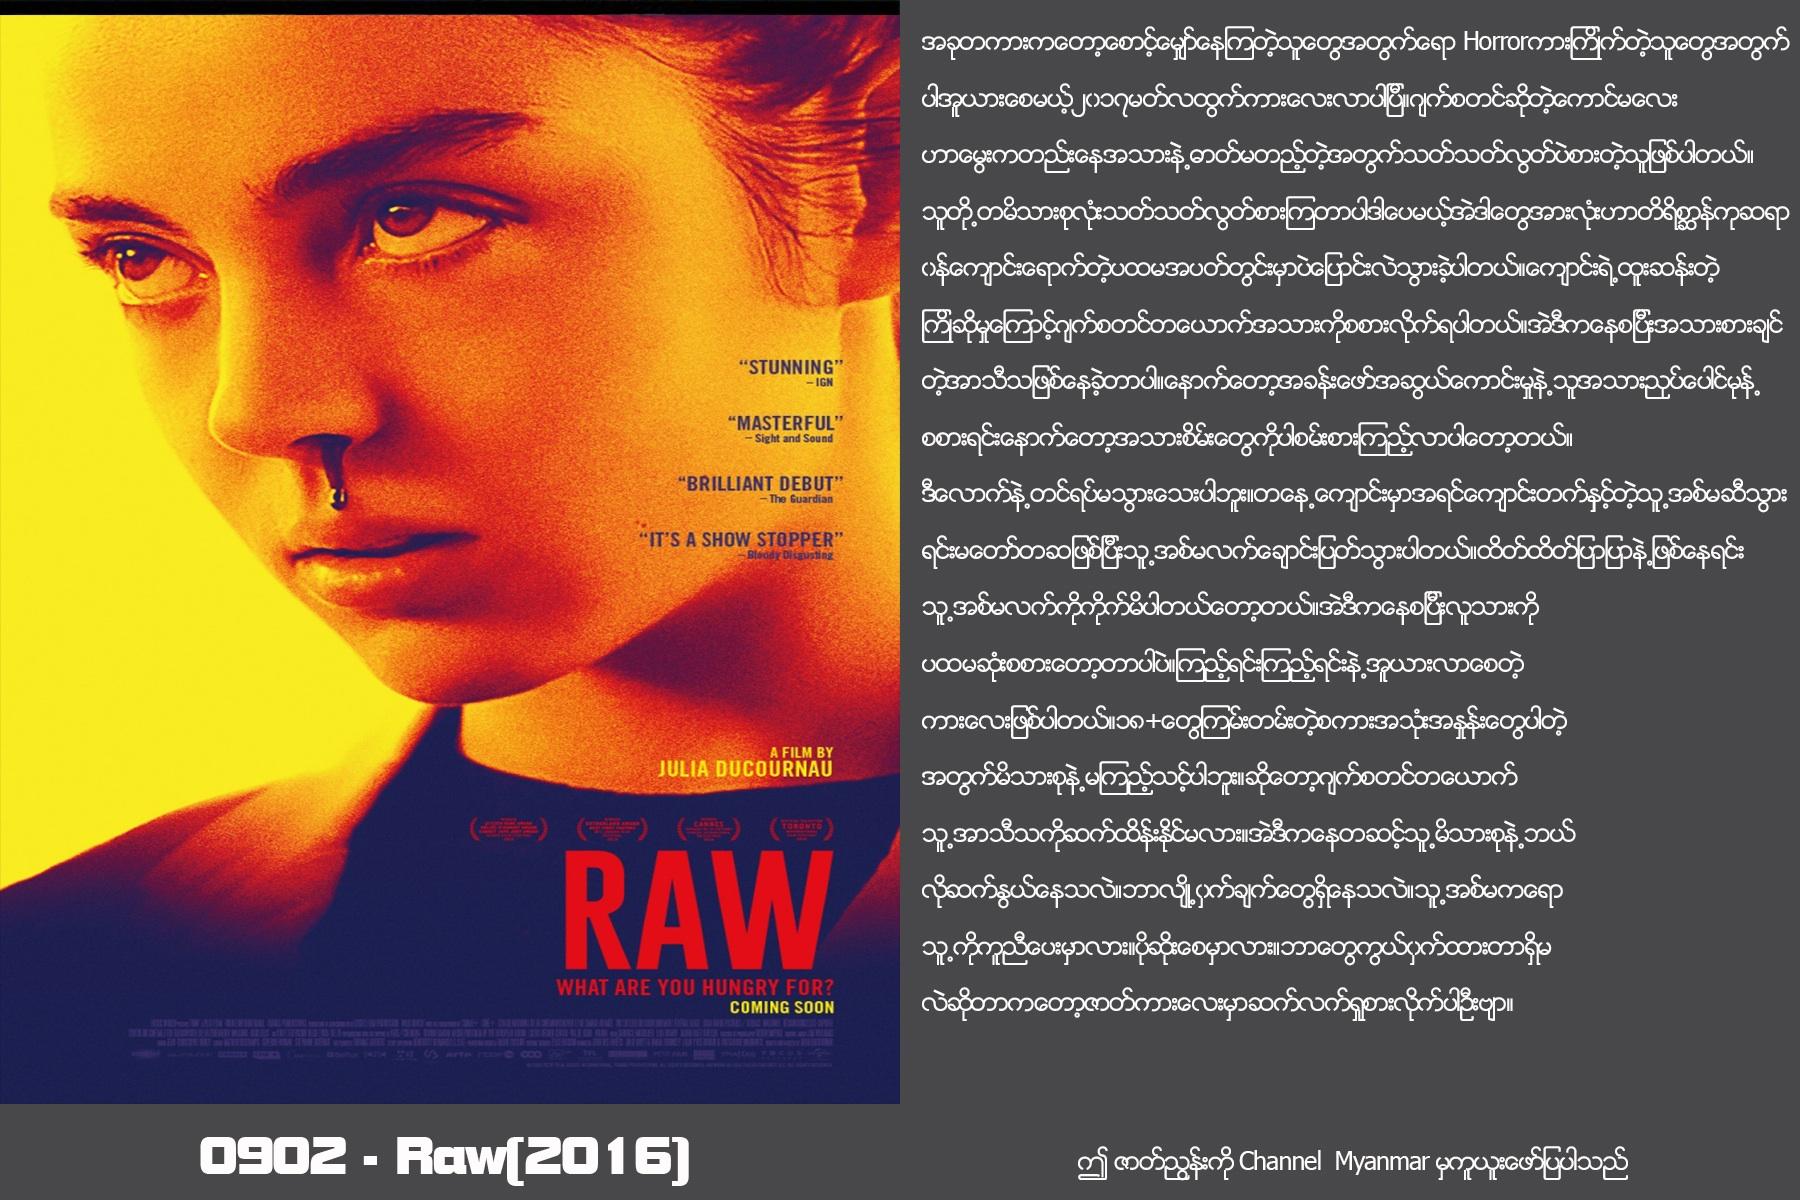 “STUNNING”
– IGN
“MASTERFUL”
– Sight and Sound
“BRILLIANT DEBUT”
– The Guardian
“IT’S A SHOW STOPPER”
– Bloody Disgusting
A FILM BY
JULIA DUCOURNAU
CANNES
TORONTO
RAW
WHAT ARE YOU HUNGRY FOR?
COMING SOON
0902 - Raw(2016)
အခုတကားကတော့စောင့်မျှော်နေကြတဲ့သူတွေအတွက်ရော Horrorကားကြိုက်တဲ့သူတွေအတွက်
ပါအူယားစေမယ့်၂၀၁၇မတ်လထွက်ကားလေးလာပါပြီ။ဂျက်စတင်ဆိုတဲ့ကောင်မလေး
ဟာမွေးကတည်းနေအသားနဲ့ဓာတ်မတည့်တဲ့အတွက်သတ်သတ်လွတ်ပဲစားတဲ့သူဖြစ်ပါတယ်။
သူတို့တမိသားစုလုံးသတ်သတ်လွတ်စားကြတာပါဒါပေမယ့်အဲဒါတွေအားလုံးဟာတိရိစ္ဆာန်ကုဆရာ
ဝန်ကျောင်းရောက်တဲ့ပထမအပတ်တွင်းမှာပဲပြောင်းလဲသွားခဲ့ပါတယ်။ကျောင်းရဲ့ထူးဆန်းတဲ့
ကြိုဆိုမှုကြောင့်ဂျက်စတင်တယောက်အသားကိုစစားလိုက်ရပါတယ်။အဲဒီကနေစပြီးအသားစားချင်
တဲ့အာသီသဖြစ်နေခဲ့တာပါ။နောက်တော့အခန်းဖော်အဆွယ်ကောင်းမှုနဲ့သူအသားညှပ်ပေါင်မုန့်
စစားရင်းနောက်တော့အသားစိမ်းတွေကိုပါစမ်းစားကြည့်လာပါတော့တယ်။
ဒီလောက်နဲ့တင်ရပ်မသွားသေးပါဘူး။တနေ့ကျောင်းမှာအရင်ကျောင်းတက်နှင့်တဲ့သူ့အစ်မဆီသွား
ရင်းမတော်တဆဖြစ်ပြီးသူ့အစ်မလက်ချောင်းပြတ်သွားပါတယ်။ထိတ်ထိတ်ပြာပြာနဲ့ဖြစ်နေရင်း
သူ့အစ်မလက်ကိုကိုက်မိပါတယ်တော့တယ်။အဲဒီကနေစပြီးလူသားကို
ပထမဆုံးစစားတော့တာပါပဲ။ကြည့်ရင်းကြည့်ရင်းနဲ့အူယားလာစေတဲ့
ကားလေးဖြစ်ပါတယ်။၁၈+တွေကြမ်းတမ်းတဲ့စကားအသုံးအနှုန်းတွေပါတဲ့
အတွက်မိသားစုနဲ့မကြည့်သင့်ပါဘူး။ဆိုတော့ဂျက်စတင်တယောက်
သူ့အာသီသကိုဆက်ထိန်းနိုင်မလား။အဲဒီကနေတဆင့်သူ့မိသားစုနဲ့ဘယ်
လိုဆက်နွယ်နေသလဲ။ဘာလျှို့ဝှက်ချက်တွေရှိနေသလဲ။သူ့အစ်မကရော
သူ့ကိုကူညီပေးမှာလား။ပိုဆိုးစေမှာလား။ဘာတွေကွယ်ဝှက်ထားတာရှိမ
လဲဆိုတာကတော့ဇာတ်ကားလေးမှာဆက်လက်ရှုစားလိုက်ပါဦးဗျာ။
ဤ ဇာတ်ညွှန်းကို Channel Myanmar မှကူယူးဖော်ပြပါသည်